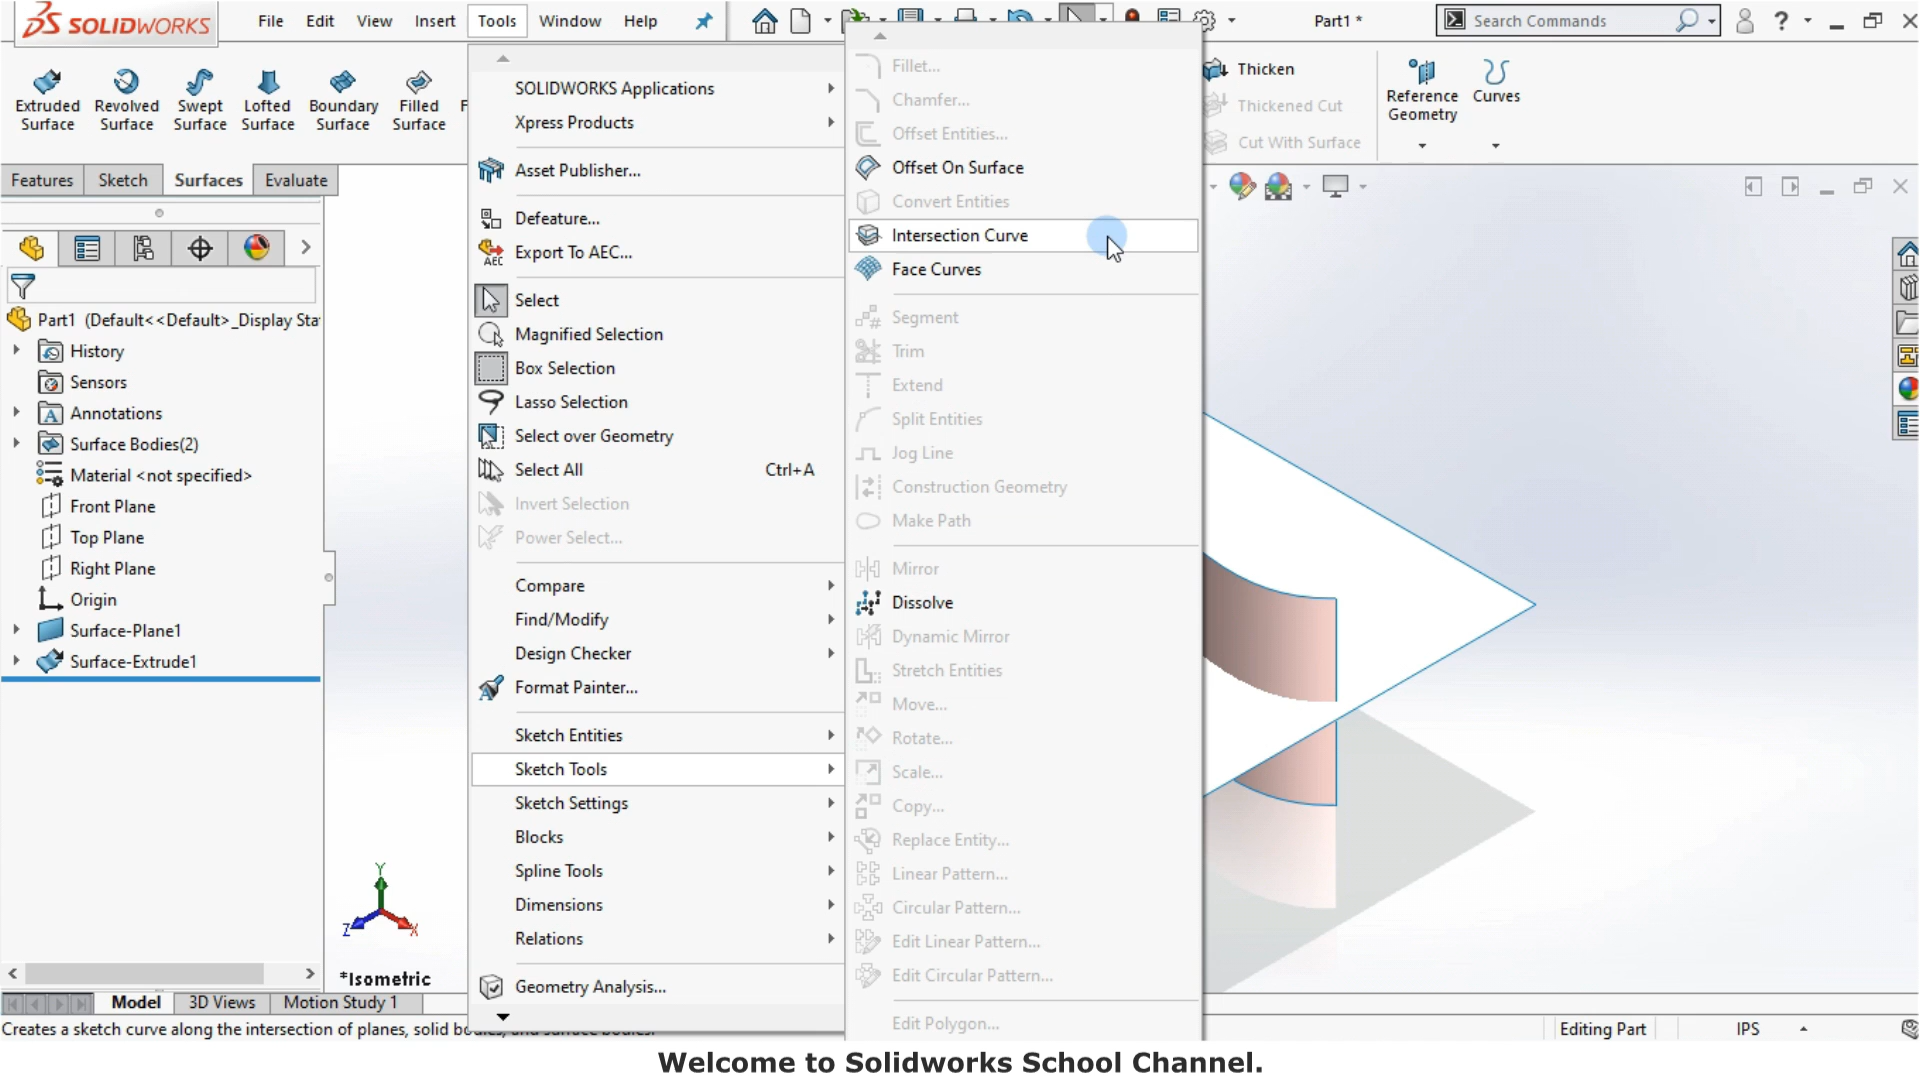 SOLIDWORKS
File Edit View Insert Tools Window Help
Part1 *
Search Commands
Extruded Surface
Revolved Surface
Swept Surface
Lofted Surface
Boundary Surface
Filled Surface
F
Thicken
Thickened Cut
Cut With Surface
Reference Geometry
Curves
Features Sketch Surfaces Evaluate
Part1 (Default<<Default>_Display Sta
History
Sensors
Annotations
Surface Bodies(2)
Material <not specified>
Front Plane
Top Plane
Right Plane
Origin
Surface-Plane1
Surface-Extrude1
SOLIDWORKS Applications
Xpress Products
Asset Publisher...
Defeature...
Export To AEC...
Select
Magnified Selection
Box Selection
Lasso Selection
Select over Geometry
Select All Ctrl+A
Invert Selection
Power Select...
Compare
Find/Modify
Design Checker
Format Painter...
Sketch Entities
Sketch Tools
Sketch Settings
Blocks
Spline Tools
Dimensions
Relations
Geometry Analysis...
Fillet...
Chamfer...
Offset Entities...
Offset On Surface
Convert Entities
Intersection Curve
Face Curves
Segment
Trim
Extend
Split Entities
Jog Line
Construction Geometry
Make Path
Mirror
Dissolve
Dynamic Mirror
Stretch Entities
Move...
Rotate...
Scale...
Copy...
Replace Entity...
Linear Pattern...
Circular Pattern...
Edit Linear Pattern...
Edit Circular Pattern...
Edit Polygon...
Y
Z
X
*Isometric
Model 3D Views Motion Study 1
Creates a sketch curve along the intersection of planes, solid bodies, and surface bodies.
Editing Part
IPS
Welcome to Solidworks School Channel.